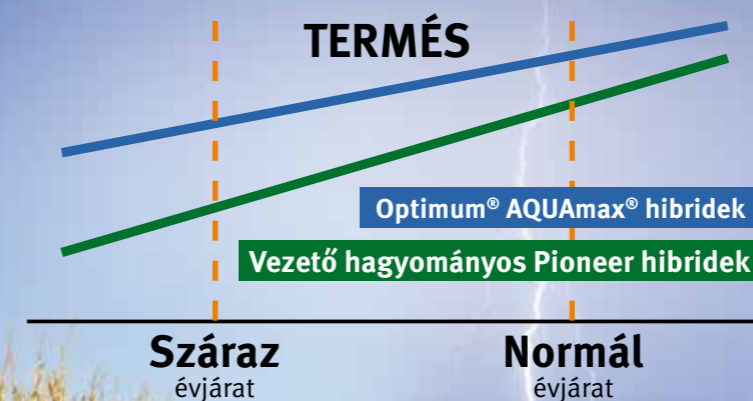 TERMÉS
Optimum® AQUAmax® hibridek
Vezető hagyományos Pioneer hibridek
Száraz
évjárat
Normál
évjárat